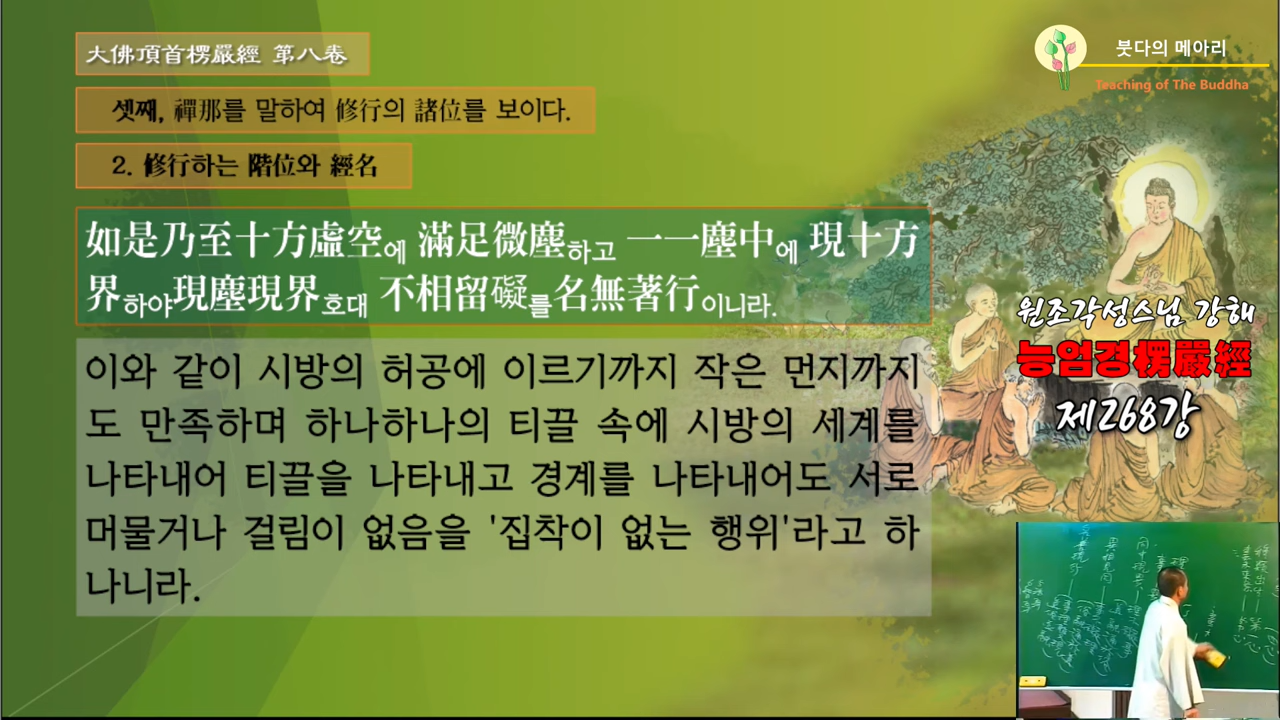 大佛頂首楞嚴經 第八卷
셋째, 禪那를 말하여 修行의 諸位를 보이다.
2. 修行하는 階位와 經名
如是乃至十方虛空에 滿足微塵하고 一一塵中에 現十方
界하야現塵現界호대 不相留礙를名無著行이니라.
이와 같이 시방의 허공에 이르기까지 작은 먼지까지
도 만족하며 하나하나의 티끌 속에 시방의 세계를
나타내어 티끌을 나타내고 경계를 나타내어도 서로
머물거나 걸림이 없음을 '집착이 없는 행위'라고 하
나니라.
붓다의 메아리
Teaching of The Buddha
원조각성스님 강해
능엄경楞嚴經
제268강